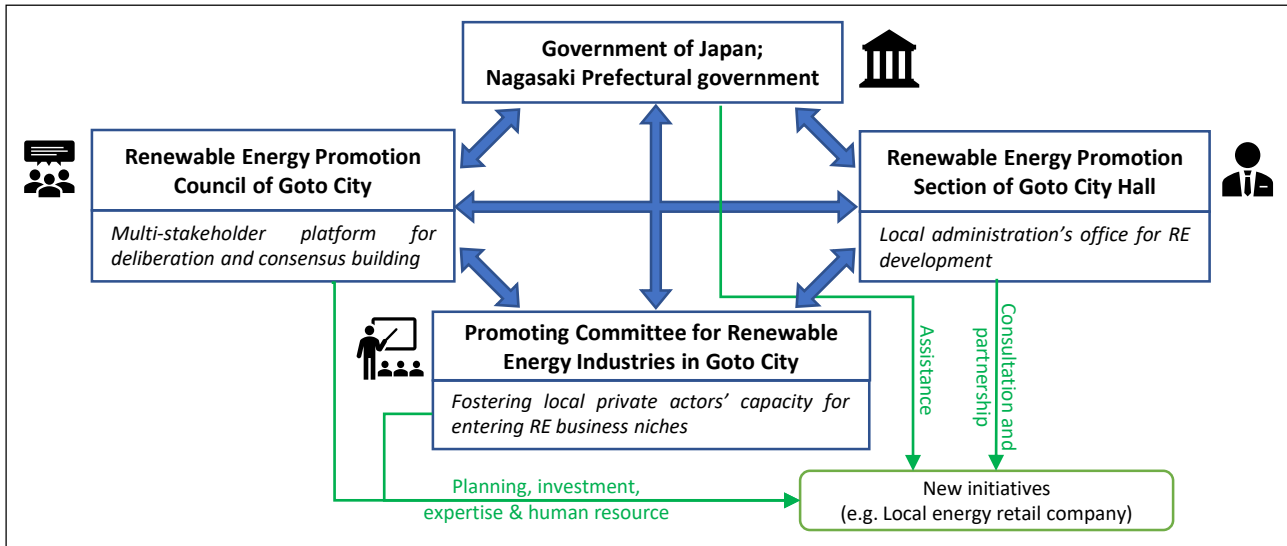 Government of Japan;
Nagasaki Prefectural government
Renewable Energy Promotion
Council of Goto City
Multi-stakeholder platform for
deliberation and consensus building
Renewable Energy Promotion
Section of Goto City Hall
Local administration's office for RE
development
Promoting Committee for Renewable
Energy Industries in Goto City
Fostering local private actors' capacity for
entering RE business niches
Assistance
Consultation and
partnership
Planning, investment,
expertise & human resource
New initiatives
(e.g. Local energy retail company)